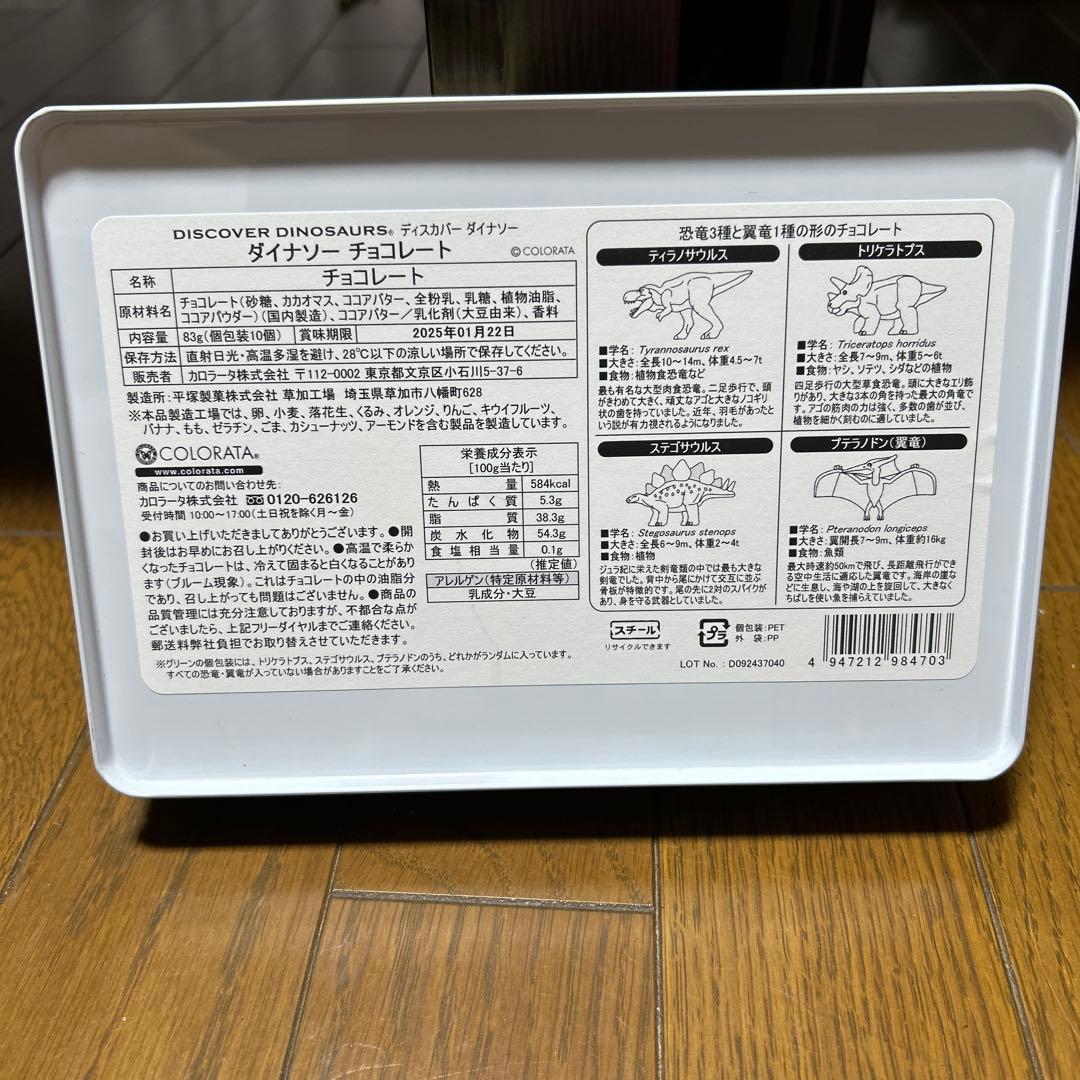 DISCOVER DINOSAURS® ディスカバー ダイナソー
ダイナソー チョコレート ©COLORATA
名称 チョコレート
原材料名 チョコレート(砂糖、カカオマス、ココアバター、全粉乳、乳糖、植物油脂、
ココアパウダー)(国内製造)、ココアバター/乳化剤(大豆由来)、香料
内容量 83g(個包装10個) 賞味期限 2025年01月22日
保存方法 直射日光・高温多湿を避け、28℃以下の涼しい場所で保存してください。
販売者 カロラータ株式会社 〒112-0002 東京都文京区小石川5-37-6
製造所:平塚製菓株式会社 草加工場 埼玉県草加市八幡町628
※本品製造工場では、卵、小麦、落花生、くるみ、オレンジ、りんご、キウイフルーツ、
バナナ、もも、ゼラチン、ごま、カシューナッツ、アーモンドを含む製品を製造しています。
COLORATA®
www.colorata.com
商品についてのお問い合わせ先:
カロラータ株式会社 0120-626126
受付時間 10:00~17:00(土日祝を除く月~金)
●お買い上げいただきましてありがとうございます。●開
封後はお早めにお召し上がりください。●高温で柔らか
くなったチョコレートは、冷えて固まると白くなることがあり
ます(ブルーム現象)。これはチョコレートの中の油脂分
であり、召し上がっても問題はございません。●商品の
品質管理には充分注意しておりますが、不都合な点が
ございましたら、上記フリーダイヤルまでご連絡ください。
郵送料弊社負担でお取り替えさせていただきます。
栄養成分表示
[100g当たり]
熱量 584kcal
たんぱく質 5.3g
脂質 38.3g
炭水化物 54.3g
食塩相当量 0.1g
(推定値)
アレルゲン(特定原材料等)
乳成分・大豆
※グリーンの個包装には、トリケラトプス、ステゴサウルス、プテラノドンのうち、どれかがランダムに入っています。
すべての恐竜・翼竜が入っていない場合がありますことをご了承ください。
恐竜3種と翼竜1種の形のチョコレート
ティラノサウルス
■学名:Tyrannosaurus rex
■大きさ:全長10~14m、体重4.5~7t
■食物:植物食恐竜など
最も有名な大型肉食恐竜。二足歩行で、頭
がきわめて大きく、頑丈なアゴと大きなノコギリ
状の歯を持っていました。近年、羽毛があったと
いう説が有力視されるようになりました。
トリケラトプス
■学名:Triceratops horridus
■大きさ:全長7~9m、体重5~6t
■食物:ヤシ、ソテツ、シダなどの植物
四足歩行の大型草食恐竜。頭に大きなエリ飾
りがあり、大きな3本の角を持った最大の角竜で
す。アゴの筋肉の力は強く、多数の歯が並び、
植物を細かく刻むのに適していました。
ステゴサウルス
■学名:Stegosaurus stenops
■大きさ:全長6~9m、体重2~4t
■食物:植物
ジュラ紀に栄えた剣竜類の中では最も大きな
剣竜でした。背中から尾にかけて交互に並ぶ
骨板が特徴的です。尾の先に2対のスパイクが
あり、身を守る武器としていました。
プテラノドン(翼竜)
■学名:Pteranodon longiceps
■大きさ:翼開長7~9m、体重約16kg
■食物:魚類
最大時速約50kmで飛び、長距離飛行ができ
る空中生活に適応した翼竜です。海岸の崖な
どに生息し、海や湖の上を旋回して、大きなく
ちばしを使い魚を捕らえていました。
スチール
リサイクルできます
プラ
個包装:PET
外袋:PP
LOT No.:D092437040
4 947212 984703